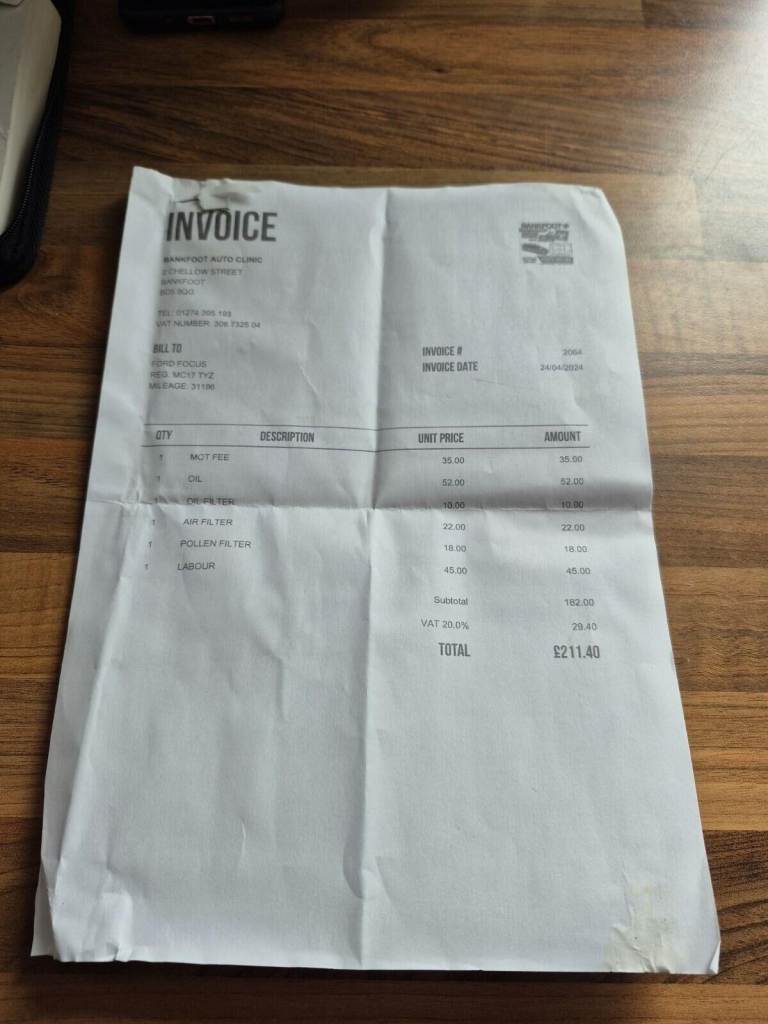 INVOICE
BANKFOOT
BANKFOOT AUTO CLINIC
2 CHELLOW STREET
BANKFOOT
BD5 9QG
TEL: 01274 305 193
VAT NUMBER: 308 7325 04
BILL TO
FORD FOCUS
REG. MC17 TYZ
MILEAGE: 31186
INVOICE # 2064
INVOICE DATE 24/04/2024
QTY DESCRIPTION UNIT PRICE AMOUNT
1 MOT FEE 35.00 35.00
1 OIL 52.00 52.00
1 OIL FILTER 10.00 10.00
1 AIR FILTER 22.00 22.00
1 POLLEN FILTER 18.00 18.00
1 LABOUR 45.00 45.00
Subtotal 182.00
VAT 20.0% 29.40
TOTAL £211.40